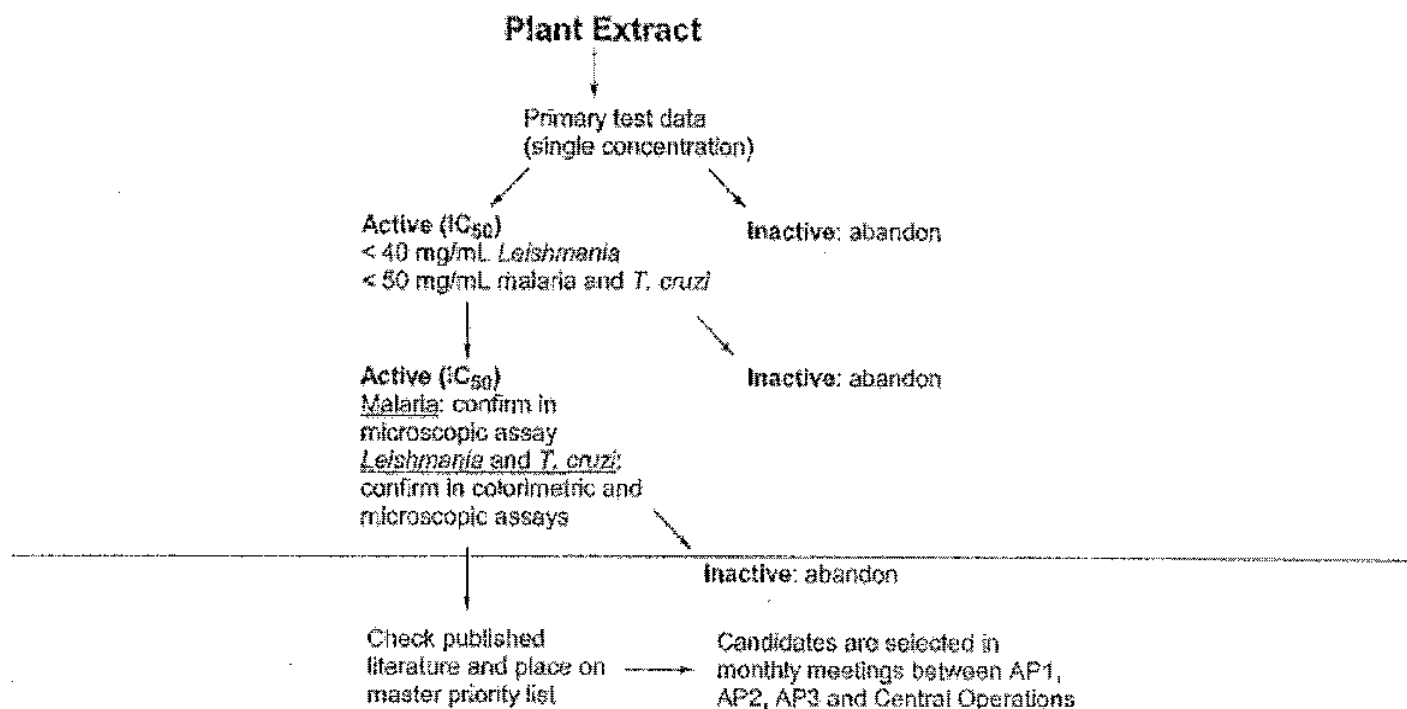 Plant Extract
Primary test data
(single concentration)
Active (IC50)
< 40 mg/mL Leishmania
< 50 mg/mL malaria and T. cruzi
Inactive: abandon
Active (IC50)
Malaria: confirm in
microscopic assay
Leishmania and T. cruzi:
confirm in colorimetric and
microscopic assays
Inactive: abandon
Inactive: abandon
Check published
literature and place on
master priority list
Candidates are selected in
monthly meetings between AP1,
AP2, AP3 and Central Operations